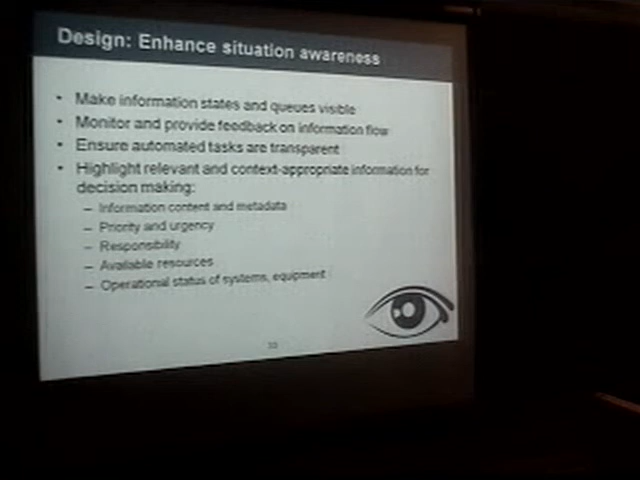 Design: Enhance situation awareness
• Make information states and queues visible
• Monitor and provide feedback on information flow
• Ensure automated tasks are transparent
• Highlight relevant and context-appropriate information for
decision making:
– Information content and metadata
– Priority and urgency
– Responsibility
– Available resources
– Operational status of systems, equipment